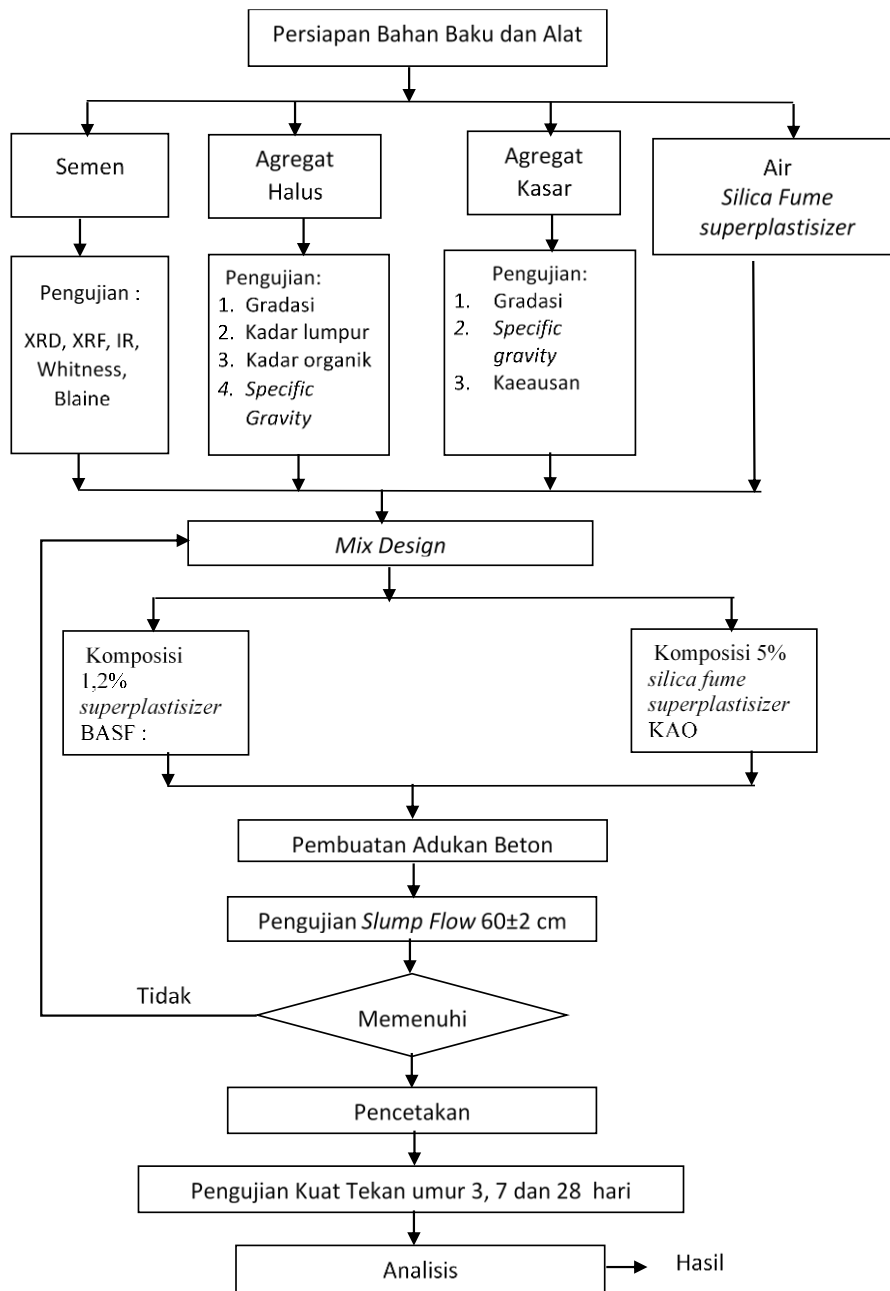 Persiapan Bahan Baku dan Alat
Semen
Agregat
Halus
Agregat
Kasar
Air
Silica Fume
superplastisizer
Pengujian :
XRD, XRF, IR,
Whitness,
Blaine
Pengujian:
1. Gradasi
2. Kadar lumpur
3. Kadar organik
4. Specific
Gravity
Pengujian:
1. Gradasi
2. Specific
gravity
3. Kaeausan
Mix Design
Komposisi
1,2%
superplastisizer
BASF :
Komposisi 5%
silica fume
superplastisizer
KAO
Pembuatan Adukan Beton
Pengujian Slump Flow 60±2 cm
Tidak
Memenuhi
Pencetakan
Pengujian Kuat Tekan umur 3, 7 dan 28 hari
Analisis
Hasil